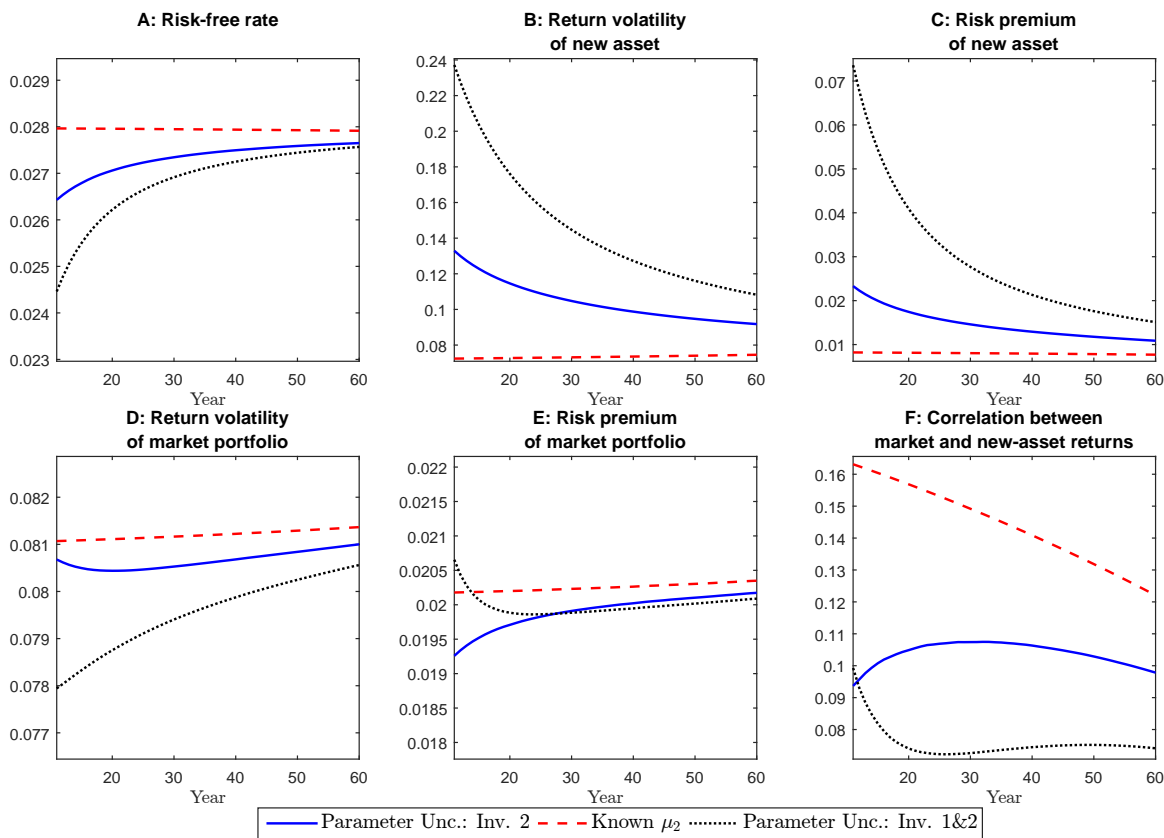 A: Risk-free rate
0.029
0.028
0.027
0.026
0.025
0.024
0.023
20 30 40 50 60
Year
B: Return volatility
of new asset
0.24
0.22
0.2
0.18
0.16
0.14
0.12
0.1
0.08
20 30 40 50 60
Year
C: Risk premium
of new asset
0.07
0.06
0.05
0.04
0.03
0.02
0.01
20 30 40 50 60
Year
D: Return volatility
of market portfolio
0.082
0.081
0.08
0.079
0.078
0.077
20 30 40 50 60
Year
E: Risk premium
of market portfolio
0.022
0.0215
0.021
0.0205
0.02
0.0195
0.019
0.0185
0.018
20 30 40 50 60
Year
F: Correlation between
market and new-asset returns
0.16
0.15
0.14
0.13
0.12
0.11
0.1
0.09
0.08
20 30 40 50 60
Year
Parameter Unc.: Inv. 2 Known μ₂ Parameter Unc.: Inv. 1&2